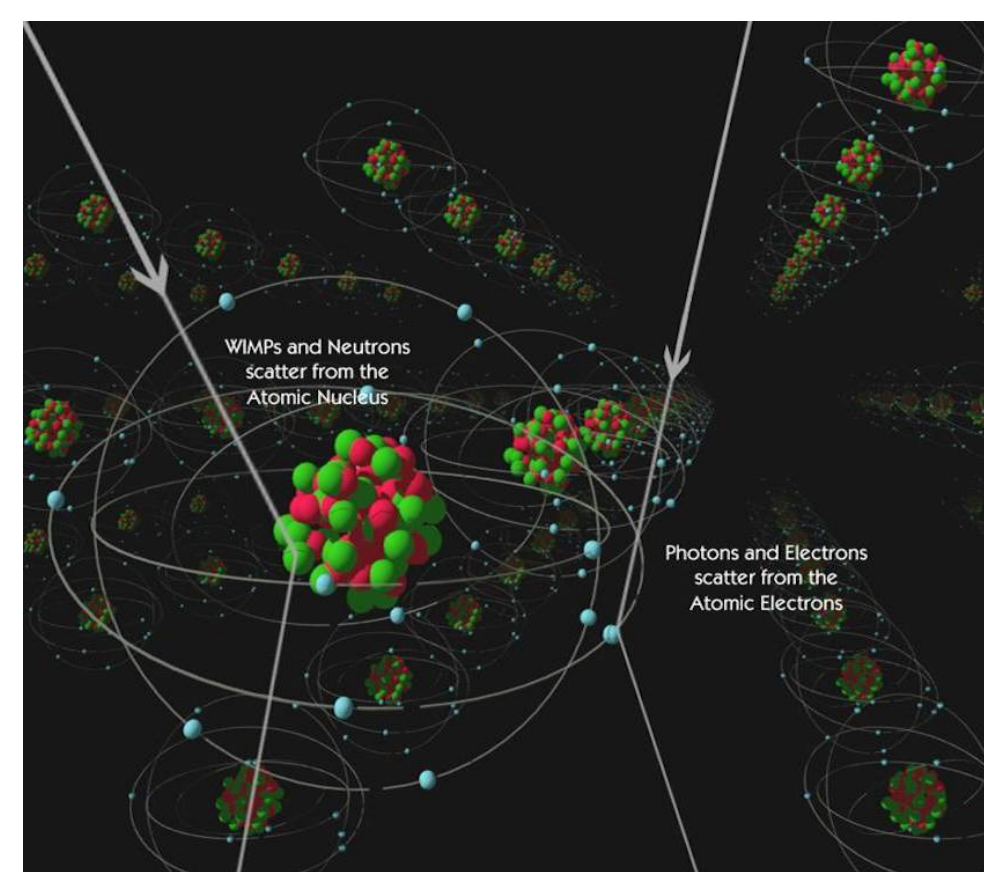 WIMPs and Neutrons
scatter from the
Atomic Nucleus
Photons and Electrons
scatter from the
Atomic Electrons